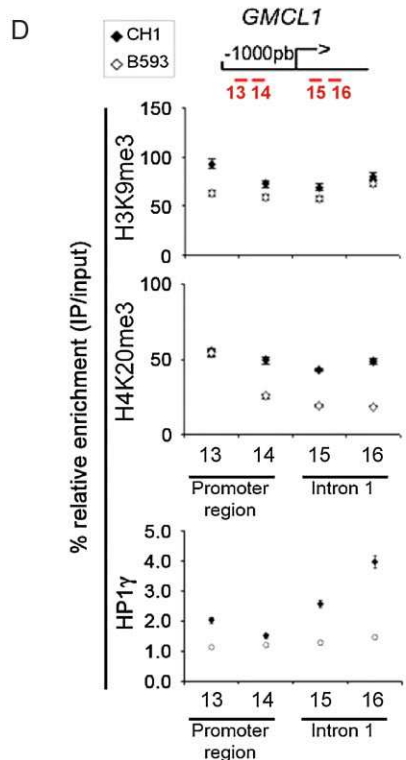 D
GMCL1
CH1
B593
-1000pb
13 14 15 16
% relative enrichment (IP/input)
H3K9me3
150
100
50
0
H4K20me3
100
50
0
13 14 15 16
Promoter region
Intron 1
HP1γ
5.0
4.0
3.0
2.0
1.0
0.0
13 14 15 16
Promoter region
Intron 1